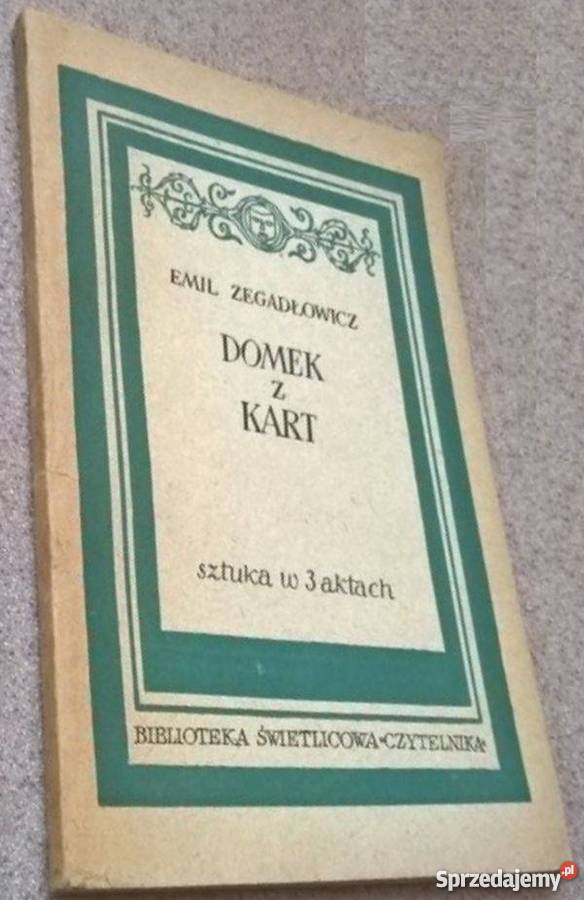 EMIL ZEGADŁOWICZ
DOMEK
Z
KART
sztuka w 3 aktach
BIBLIOTEKA ŚWIETLICOWA «CZYTELNIKA»
Sprzedajemy.pl